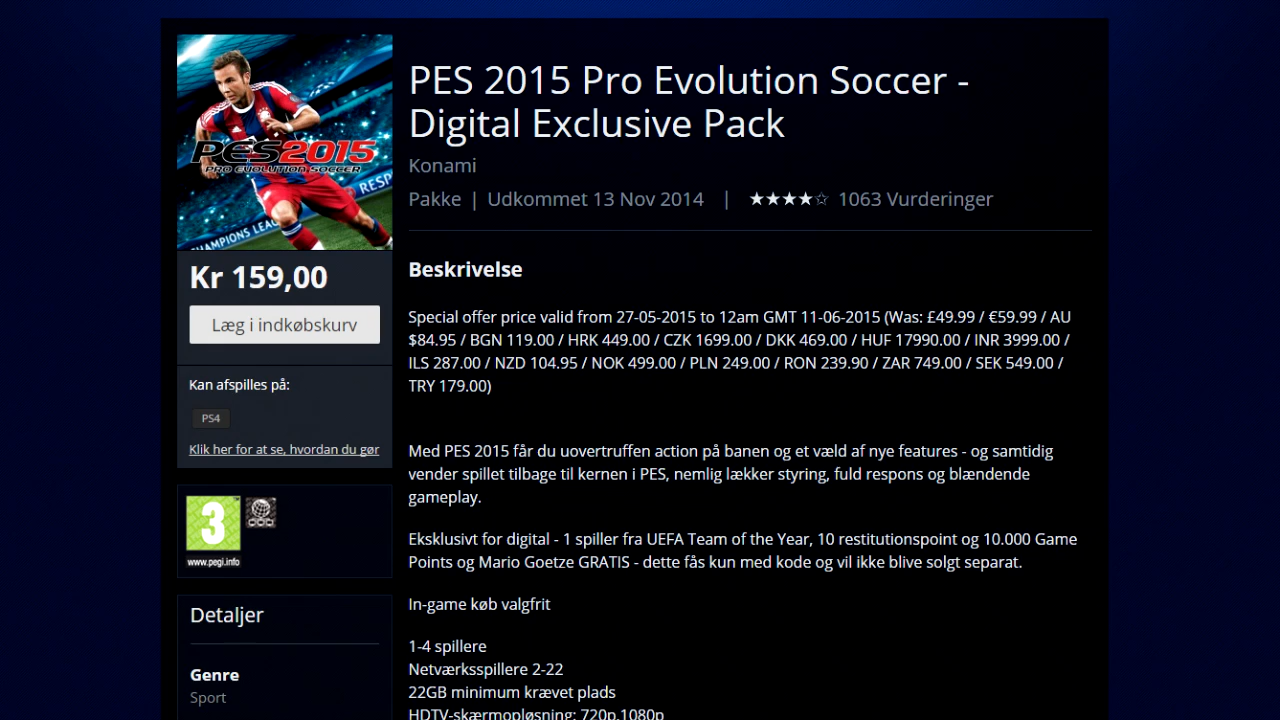 PES 2015 Pro Evolution Soccer -
Digital Exclusive Pack
Konami
Pakke | Udkommet 13 Nov 2014 | ★★★★☆ 1063 Vurderinger
PES2015
PRO EVOLUTION SOCCER
RESP
CHAMPIONS LEAG
Kr 159,00
Læg i indkøbskurv
Kan afspilles på:
PS4
Klik her for at se, hvordan du gør
3
www.pegi.info
Detaljer
Genre
Sport
Beskrivelse
Special offer price valid from 27-05-2015 to 12am GMT 11-06-2015 (Was: £49.99 / €59.99 / AU
$84.95 / BGN 119.00 / HRK 449.00 / CZK 1699.00 / DKK 469.00 / HUF 17990.00 / INR 3999.00 /
ILS 287.00 / NZD 104.95 / NOK 499.00 / PLN 249.00 / RON 239.90 / ZAR 749.00 / SEK 549.00 /
TRY 179.00)
Med PES 2015 får du uovertruffen action på banen og et væld af nye features - og samtidig
vender spillet tilbage til kernen i PES, nemlig lækker styring, fuld respons og blændende
gameplay.
Eksklusivt for digital - 1 spiller fra UEFA Team of the Year, 10 restitutionspoint og 10.000 Game
Points og Mario Goetze GRATIS - dette fås kun med kode og vil ikke blive solgt separat.
In-game køb valgfrit
1-4 spillere
Netværksspillere 2-22
22GB minimum krævet plads
HDTV-skærmopløsning: 720p,1080p